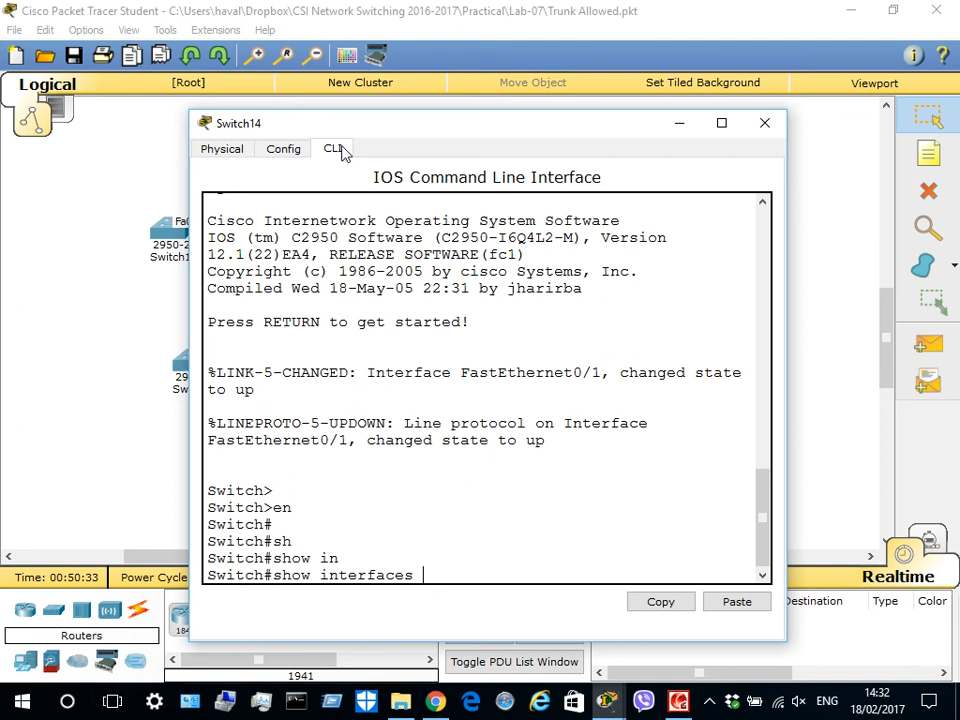 Cisco Packet Tracer Student - C:\Users\haval\Dropbox\CSI Network Switching 2016-2017\Practical\Lab-07\Trunk Allowed.pkt
File Edit Options View Tools Extensions Help
Logical [Root] New Cluster Move Object Set Tiled Background Viewport
Switch14
Physical Config CLI
IOS Command Line Interface
Cisco Internetwork Operating System Software
IOS (tm) C2950 Software (C2950-I6Q4L2-M), Version
12.1(22)EA4, RELEASE SOFTWARE(fc1)
Copyright (c) 1986-2005 by cisco Systems, Inc.
Compiled Wed 18-May-05 22:31 by jharirba
Press RETURN to get started!
%LINK-5-CHANGED: Interface FastEthernet0/1, changed state
to up
%LINEPROTO-5-UPDOWN: Line protocol on Interface
FastEthernet0/1, changed state to up
Switch>
Switch>en
Switch#
Switch#sh
Switch#show in
Switch#show interfaces
Copy Paste
Fa0
2950-2
Switch1
29
Sw
Time: 00:50:33 Power Cycle
Realtime
Routers
184
1941
Toggle PDU List Window
Destination Type Color
ENG
14:32
18/02/2017